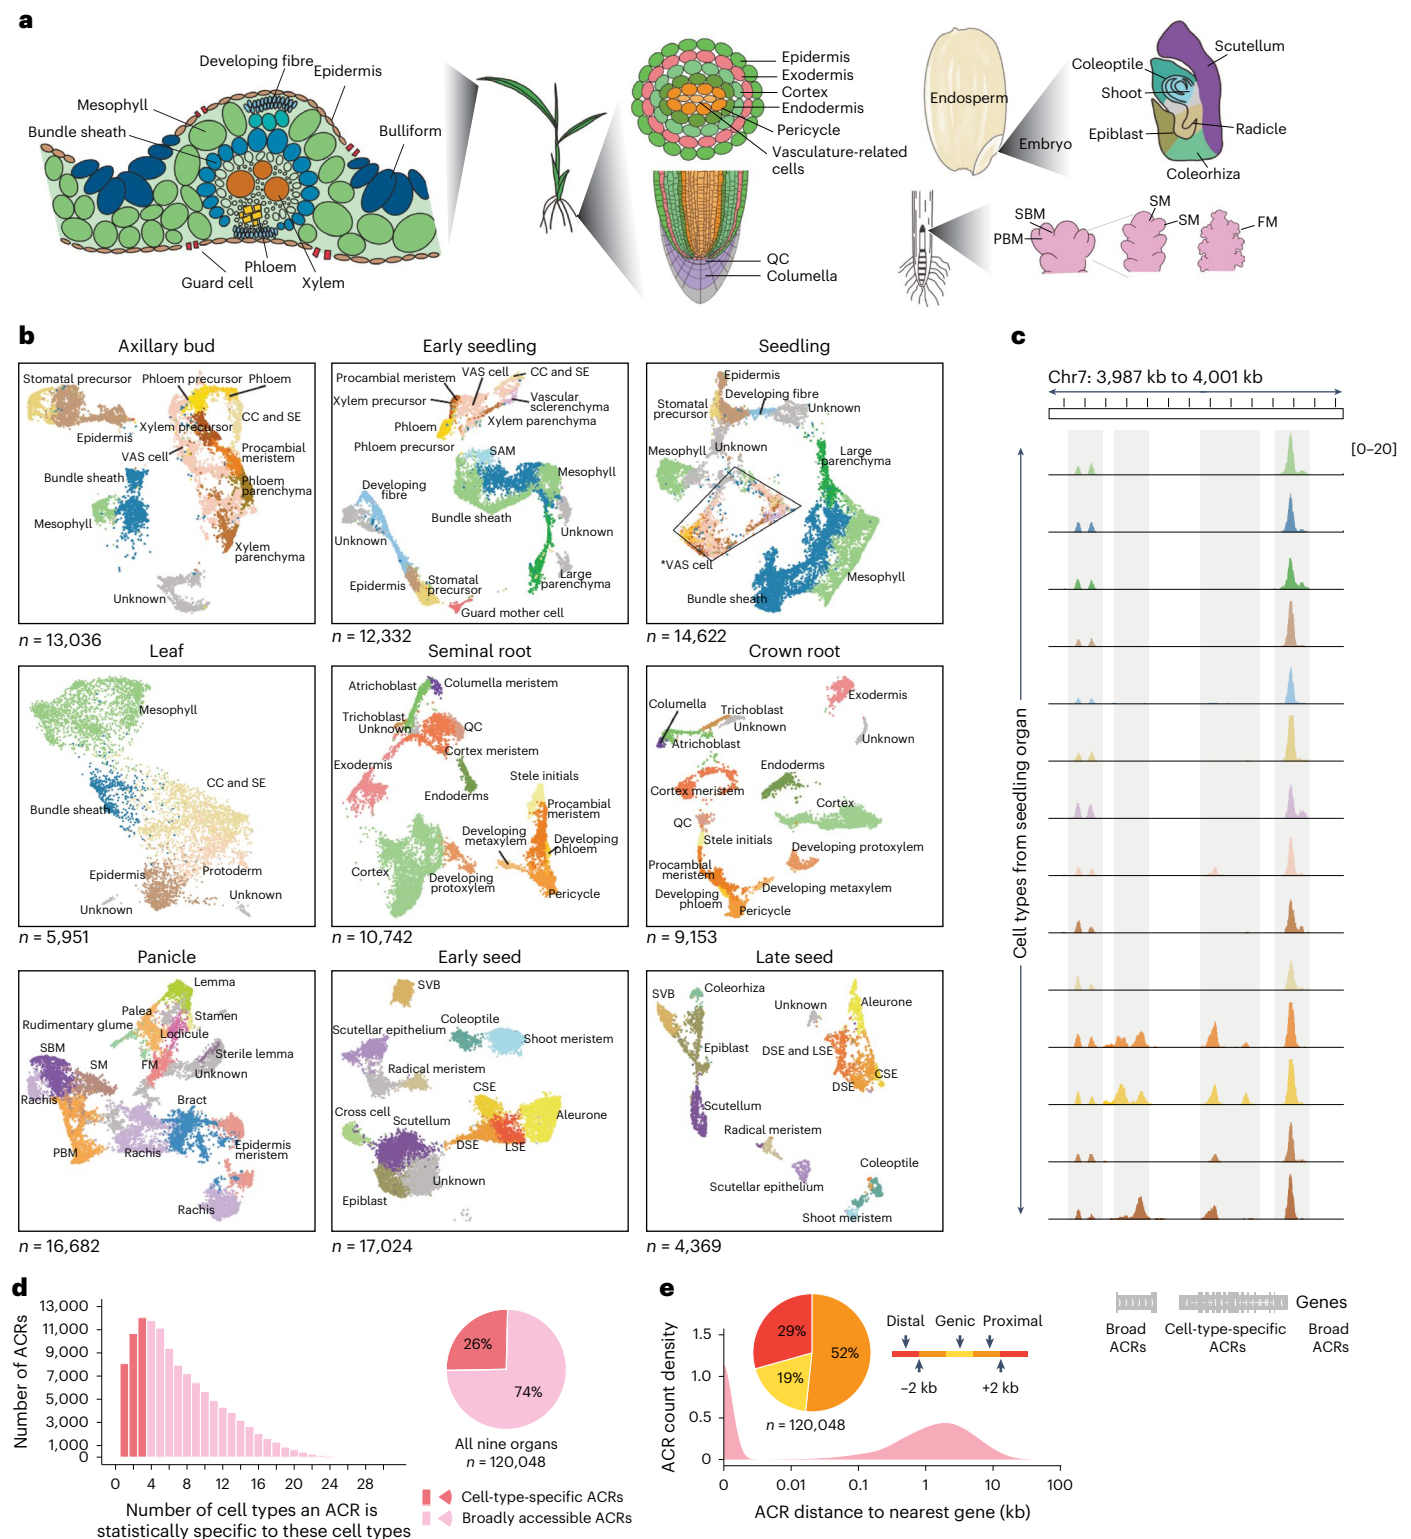 a
Developing fibre
Epidermis
Mesophyll
Bundle sheath
Bulliform
Phloem
Guard cell
Xylem
Epidermis
Exodermis
Cortex
Endodermis
Pericycle
Vasculature-related
cells
QC
Columella
Endosperm
Embryo
Scutellum
Coleoptile
Shoot
Epiblast
Radicle
Coleorhiza
SBM
PBM
SM
SM
FM
b
Axillary bud
Stomatal precursor
Phloem precursor
Phloem
CC and SE
Xylem precursor
Epidermis
VAS cell
Procambial
meristem
Bundle sheath
Phloem
parenchyma
Mesophyll
Xylem
parenchyma
Unknown
n = 13,036
Early seedling
Procambial meristem
VAS cell
CC and SE
Xylem precursor
Vascular
sclerenchyma
Xylem parenchyma
Phloem
Phloem precursor
SAM
Mesophyll
Developing
fibre
Bundle sheath
Unknown
Unknown
Epidermis
Stomatal
precursor
Large
parenchyma
Guard mother cell
n = 12,332
Seedling
Epidermis
Developing fibre
Stomatal
precursor
Unknown
Unknown
Mesophyll
Large
parenchyma
*VAS cell
Mesophyll
Bundle sheath
n = 14,622
Leaf
Mesophyll
CC and SE
Bundle sheath
Epidermis
Protoderm
Unknown
Unknown
n = 5,951
Seminal root
Atrichoblast
Columella meristem
Trichoblast
Unknown
QC
Cortex meristem
Exodermis
Stele initials
Endoderms
Procambial
meristem
Developing
metaxylem
Developing
phloem
Cortex
Developing
protoxylem
Pericycle
n = 10,742
Crown root
Exodermis
Columella
Trichoblast
Unknown
Atrichoblast
Unknown
Endoderms
Cortex meristem
Cortex
QC
Stele initials
Developing protoxylem
Procambial
meristem
Developing metaxylem
Developing
phloem
Pericycle
n = 9,153
Panicle
Lemma
Palea
Stamen
Rudimentary glume
Lodicule
SBM
Sterile lemma
SM
FM
Unknown
Rachis
Bract
PBM
Rachis
Epidermis
meristem
Rachis
n = 16,682
Early seed
SVB
Coleoptile
Scutellar epithelium
Shoot meristem
Radical meristem
CSE
Cross cell
Scutellum
Aleurone
DSE
LSE
Unknown
Epiblast
n = 17,024
Late seed
SVB
Coleorhiza
Unknown
Aleurone
Epiblast
DSE and LSE
CSE
DSE
Scutellum
Radical meristem
Coleoptile
Scutellar epithelium
Shoot meristem
n = 4,369
c
Chr7: 3,987 kb to 4,001 kb
[0–20]
Cell types from seedling organ
Genes
Broad
ACRs
Cell-type-specific
ACRs
Broad
ACRs
d
Number of ACRs
13,000
11,000
9,000
7,000
5,000
3,000
1,000
0
0 4 8 12 16 20 24 28
Number of cell types an ACR is
statistically specific to these cell types
26%
74%
All nine organs
n = 120,048
Cell-type-specific ACRs
Broadly accessible ACRs
e
ACR count density
1.5
1.0
0.5
0
0 0.01 0.1 1 10 100
ACR distance to nearest gene (kb)
29%
52%
19%
n = 120,048
Distal Genic Proximal
–2 kb +2 kb